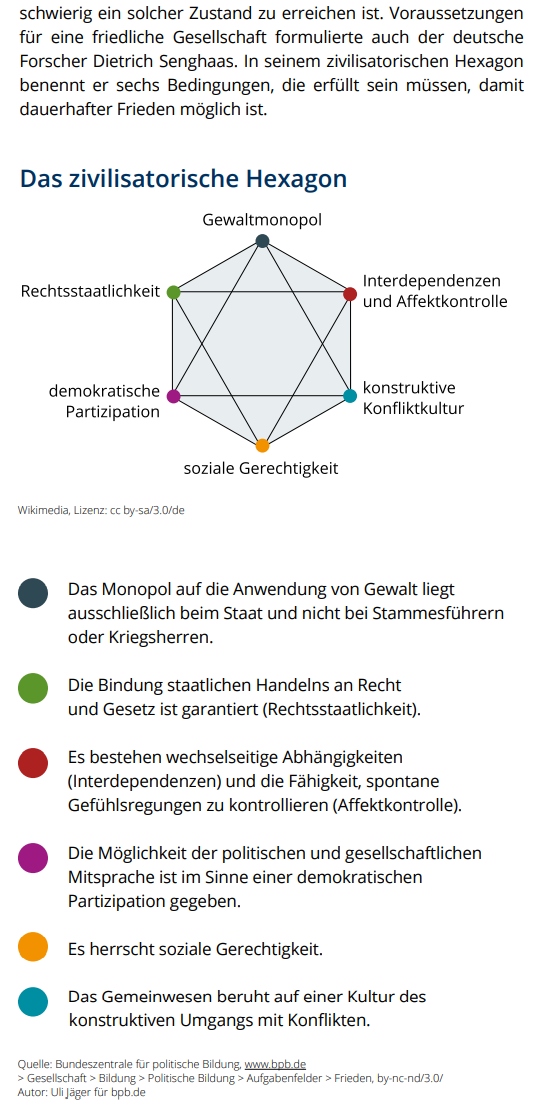 schwierig ein solcher Zustand zu erreichen ist. Voraussetzungen
für eine friedliche Gesellschaft formulierte auch der deutsche
Forscher Dietrich Senghaas. In seinem zivilisatorischen Hexagon
benennt er sechs Bedingungen, die erfüllt sein müssen, damit
dauerhafter Frieden möglich ist.
Das zivilisatorische Hexagon
Gewaltmonopol
Rechtsstaatlichkeit
Interdependenzen
und Affektkontrolle
demokratische
Partizipation
konstruktive
Konfliktkultur
soziale Gerechtigkeit
Wikimedia, Lizenz: cc by-sa/3.0/de
Das Monopol auf die Anwendung von Gewalt liegt
ausschließlich beim Staat und nicht bei Stammesführern
oder Kriegsherren.
Die Bindung staatlichen Handelns an Recht
und Gesetz ist garantiert (Rechtsstaatlichkeit).
Es bestehen wechselseitige Abhängigkeiten
(Interdependenzen) und die Fähigkeit, spontane
Gefühlsregungen zu kontrollieren (Affektkontrolle).
Die Möglichkeit der politischen und gesellschaftlichen
Mitsprache ist im Sinne einer demokratischen
Partizipation gegeben.
Es herrscht soziale Gerechtigkeit.
Das Gemeinwesen beruht auf einer Kultur des
konstruktiven Umgangs mit Konflikten.
Quelle: Bundeszentrale für politische Bildung, www.bpb.de
> Gesellschaft > Bildung > Politische Bildung > Aufgabenfelder > Frieden, by-nc-nd/3.0/
Autor: Uli Jäger für bpb.de